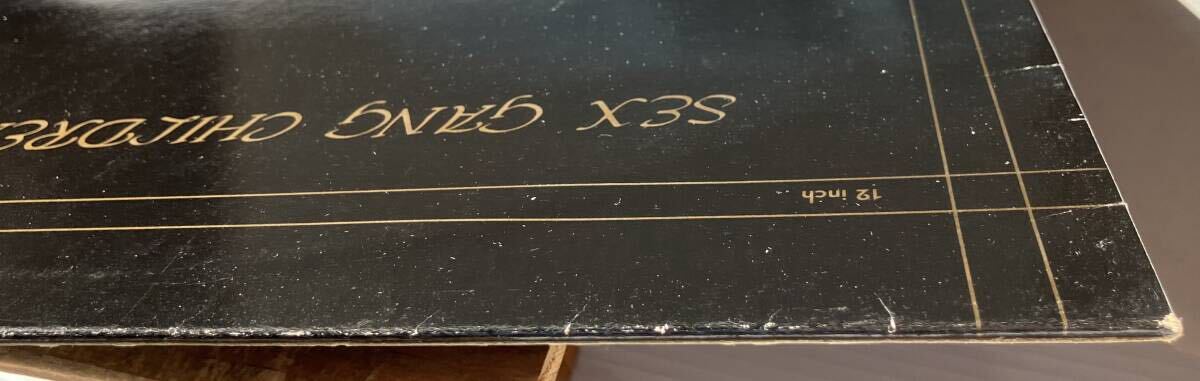 12 inch
SEX GANG CHILDRE